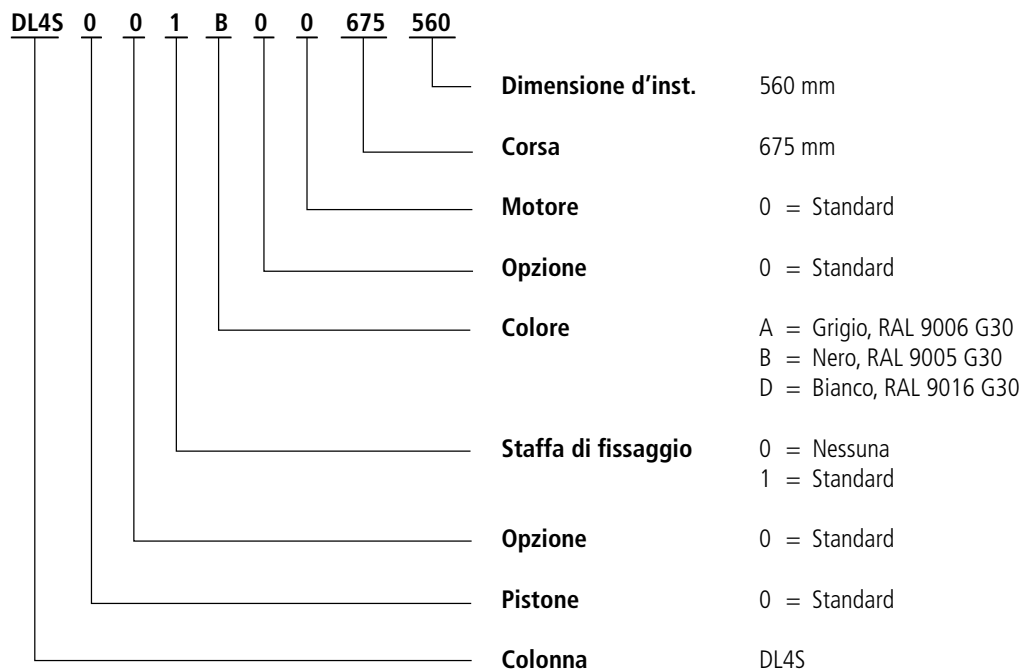 DL4S 0 0 1 B 0 0 675 560
Dimensione d’inst. 560 mm
Corsa 675 mm
Motore 0 = Standard
Opzione 0 = Standard
Colore A = Grigio, RAL 9006 G30
B = Nero, RAL 9005 G30
D = Bianco, RAL 9016 G30
Staffa di fissaggio 0 = Nessuna
1 = Standard
Opzione 0 = Standard
Pistone 0 = Standard
Colonna DL4S